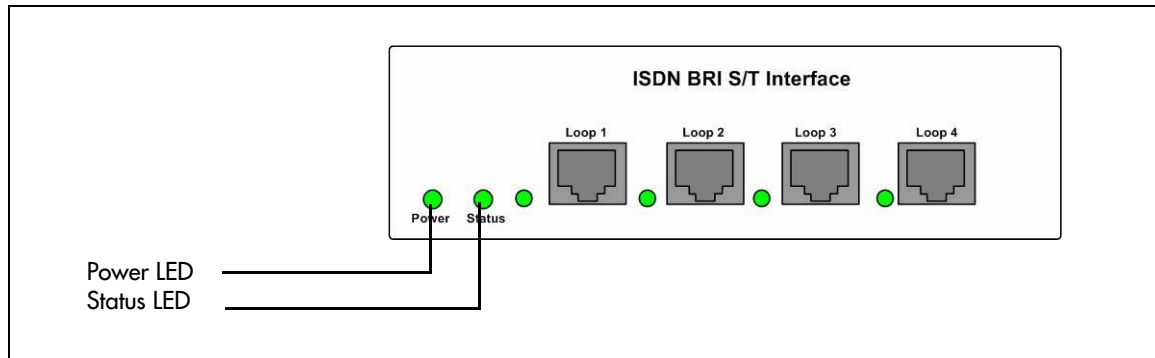 ISDN BRI S/T Interface
Loop 1 Loop 2 Loop 3 Loop 4
Power Status
Power LED
Status LED